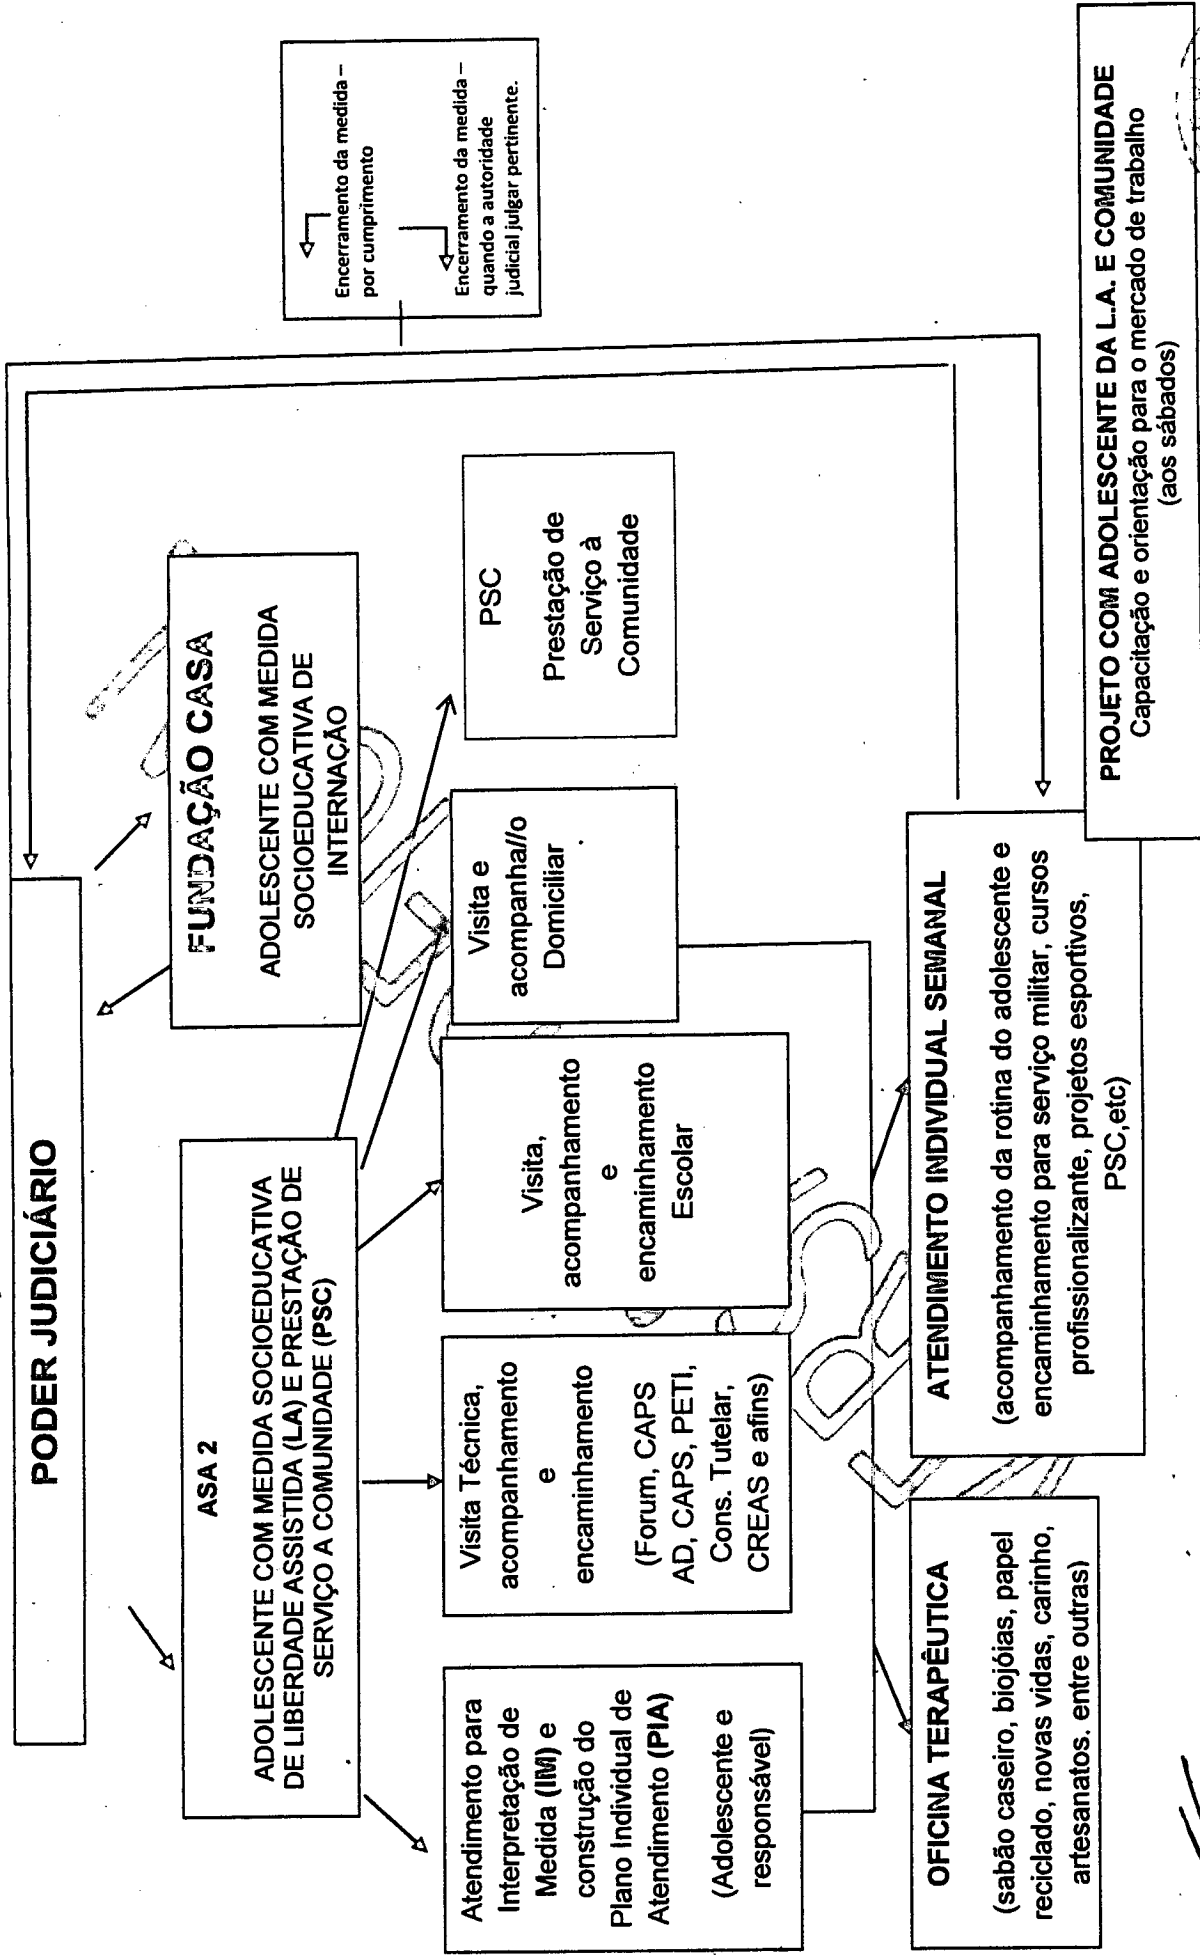 PODER JUDICIÁRIO
ASA 2
ADOLESCENTE COM MEDIDA SOCIOEDUCATIVA
DE LIBERDADE ASSISTIDA (LA) E PRESTAÇÃO DE
SERVIÇO A COMUNIDADE (PSC)
FUNDAÇÃO CASA
ADOLESCENTE COM MEDIDA
SOCIOEDUCATIVA DE
INTERNAÇÃO
Encerramento da medida –
por cumprimento
Encerramento da medida –
quando a autoridade
judicial julgar pertinente.
Atendimento para
Interpretação de
Medida (IM) e
construção do
Plano Individual de
Atendimento (PIA)
(Adolescente e
responsável)
Visita Técnica,
acompanhamento
e
encaminhamento
(Forum, CAPS
AD, CAPS, PETI,
Cons. Tutelar,
CREAS e afins)
Visita,
acompanhamento
e
encaminhamento
Escolar
Visita e
acompanha//o
Domiciliar
PSC
Prestação de
Serviço à
Comunidade
OFICINA TERAPÊUTICA
(sabão caseiro, biojóias, papel
reciclado, novas vidas, carinho,
artesanatos. entre outras)
ATENDIMENTO INDIVIDUAL SEMANAL
(acompanhamento da rotina do adolescente e
encaminhamento para serviço militar, cursos
profissionalizante, projetos esportivos,
PSC,etc)
PROJETO COM ADOLESCENTE DA L.A. E COMUNIDADE
Capacitação e orientação para o mercado de trabalho
(aos sábados)